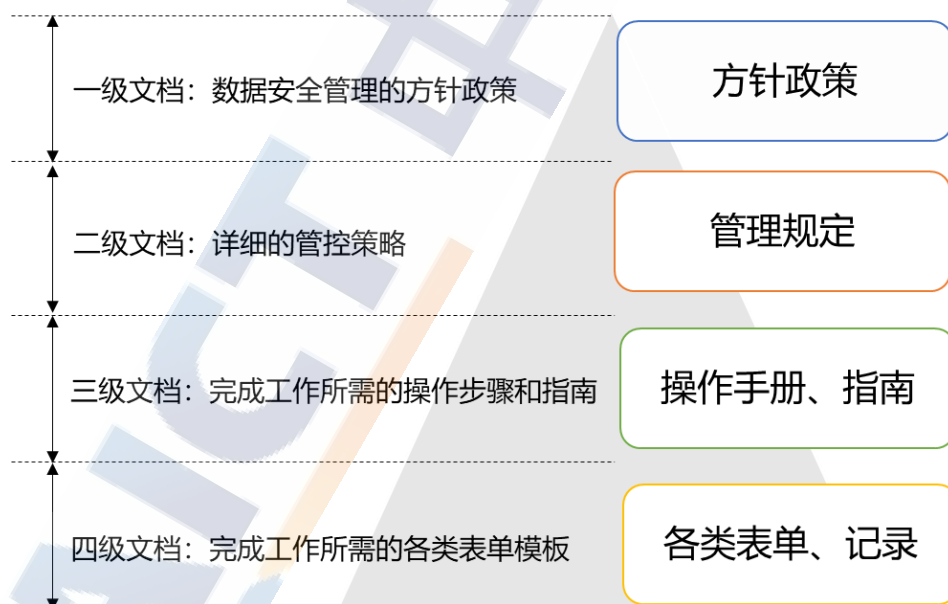 一级文档：数据安全管理的方针政策
方针政策
二级文档：详细的管控策略
管理规定
三级文档：完成工作所需的操作步骤和指南
操作手册、指南
四级文档：完成工作所需的各类表单模板
各类表单、记录